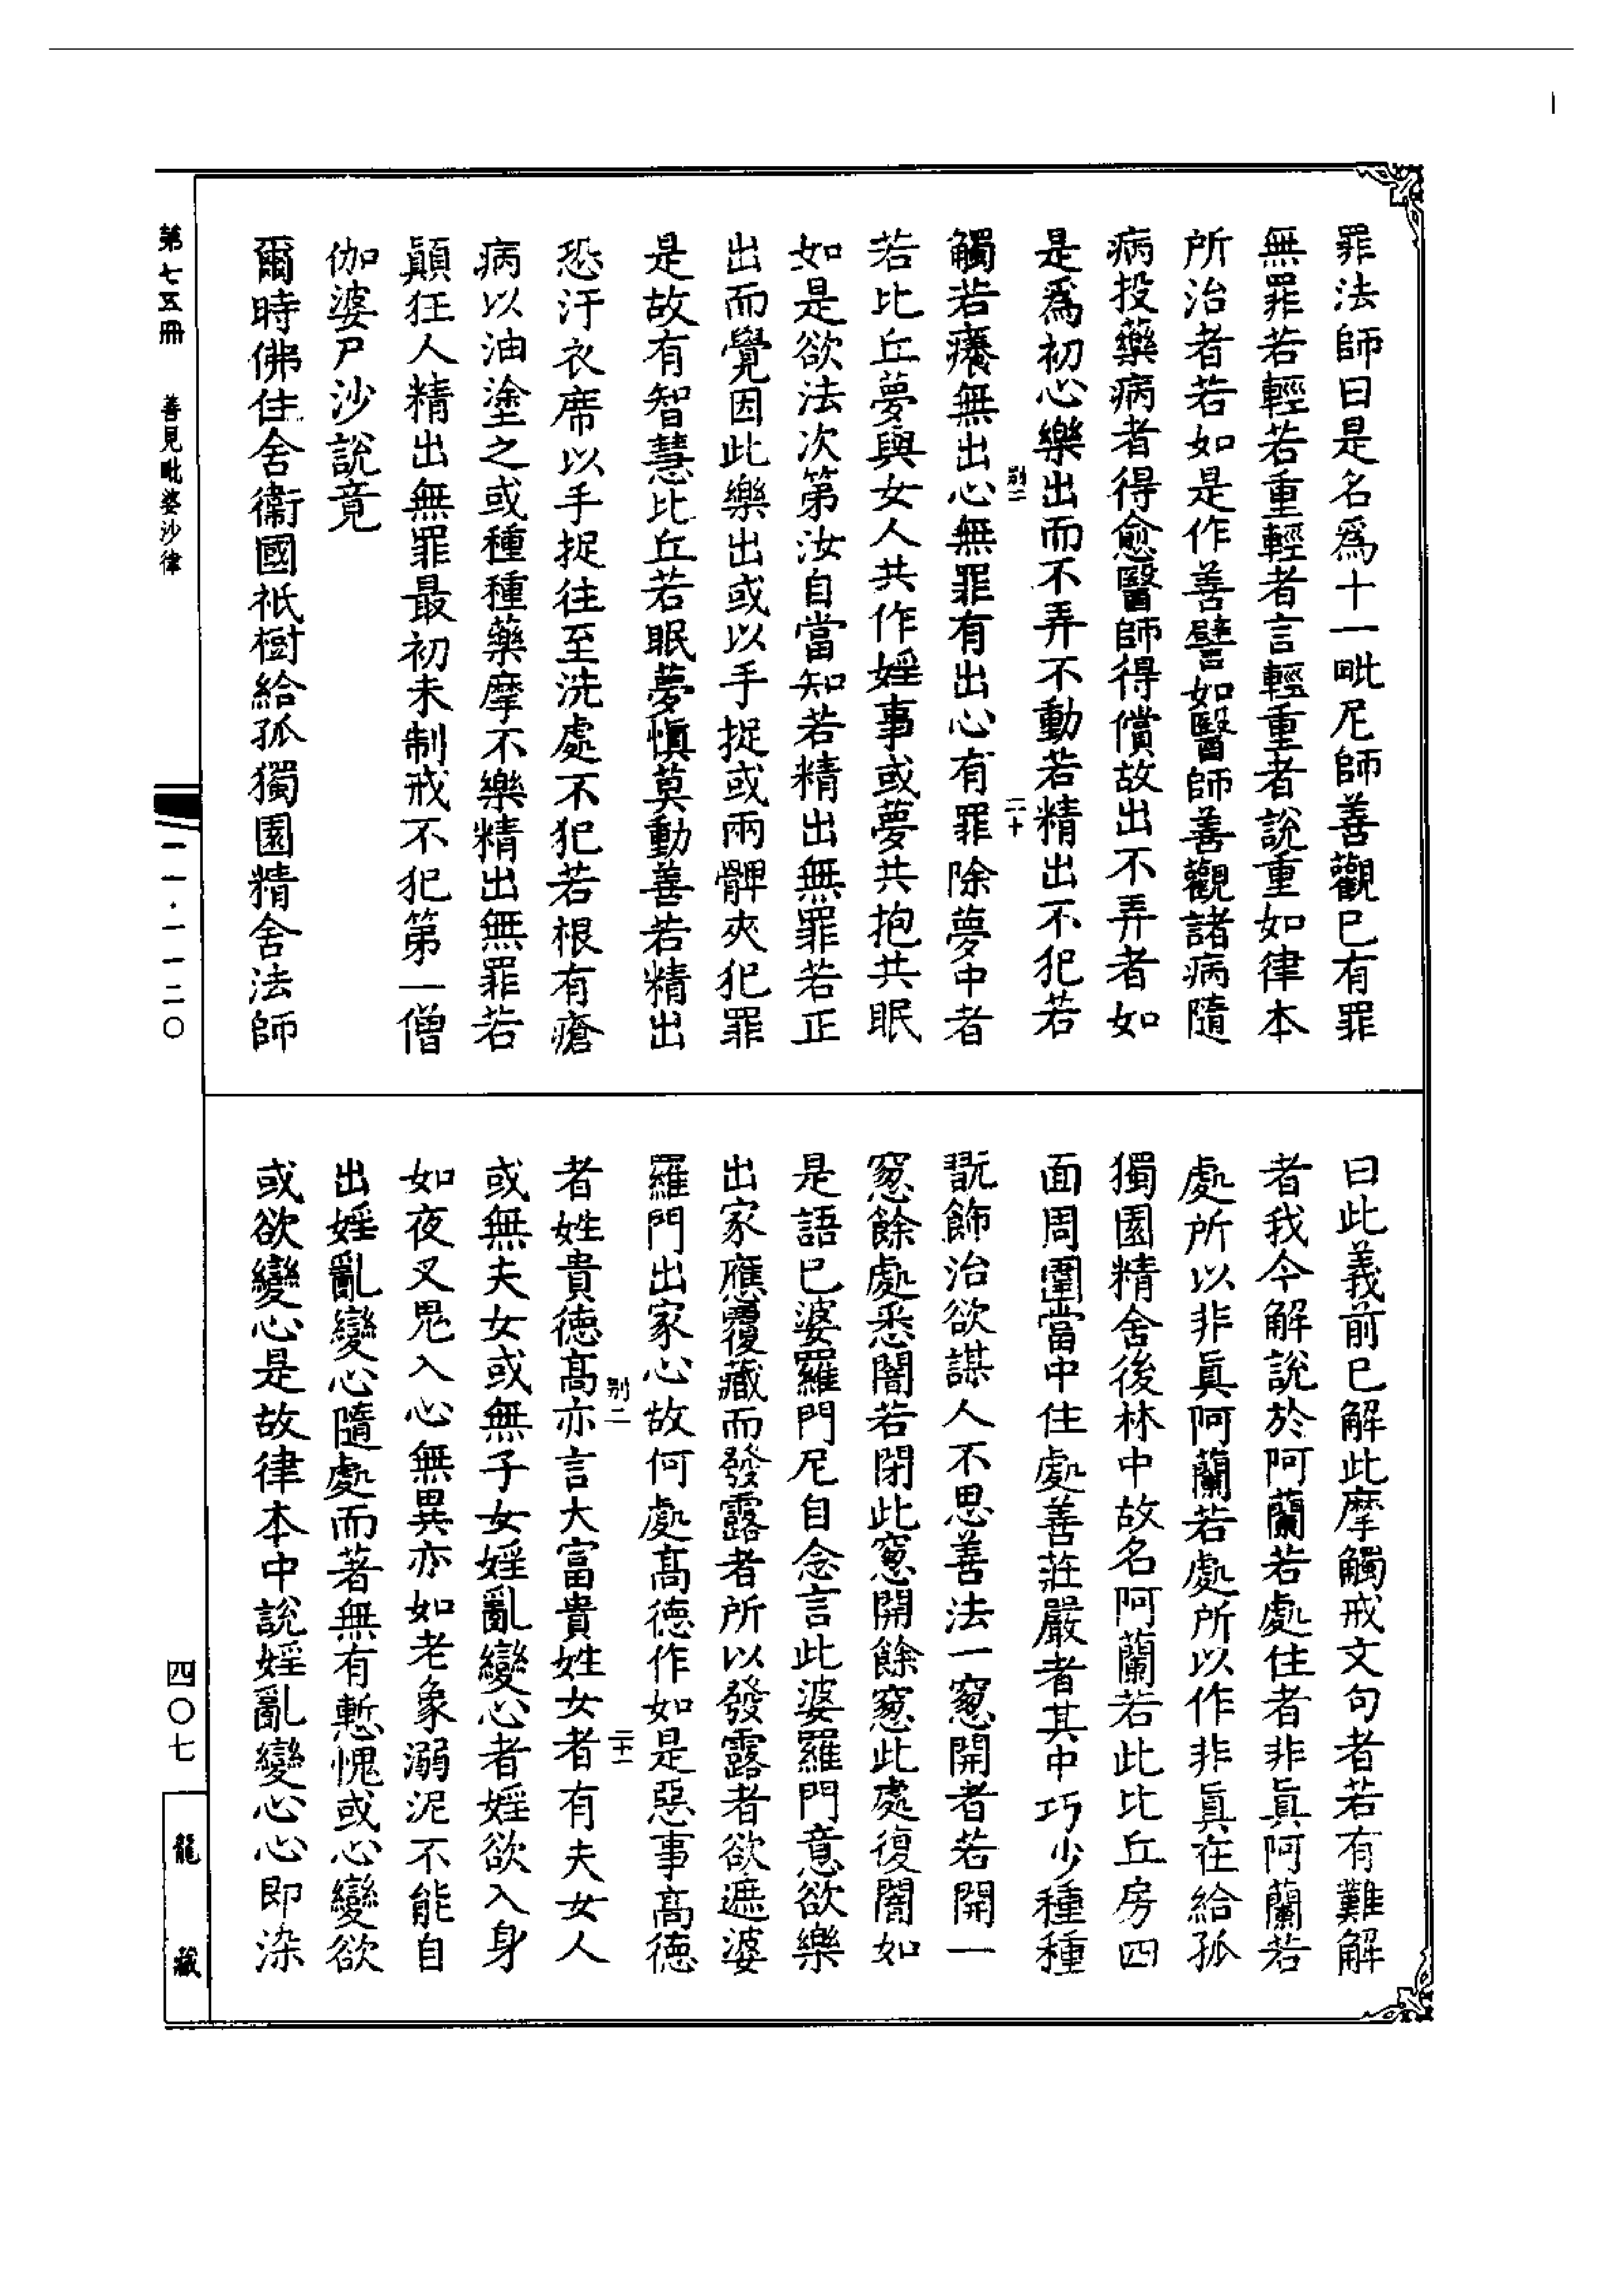 罪法師曰是名爲十一毗尼師善觀已有罪
無罪若輕若重輕者言輕重者說重如律本
所治者若如是作善譬如醫師善觀諸病隨
病投藥病者得愈醫師得償故出不弄者如
是爲初心樂出而不弄不動若精出不犯若
別二
二十
觸若癢無出心無罪有出心有罪除夢中者
若比丘夢與女人共作婬事或夢共抱共眠
如是欲法次第汝自當知若精出無罪若正
出而覺因此樂出或以手捉或兩髀夾犯罪
是故有智慧比丘若眠夢慎莫動善若精出
恐汙衣席以手捉往至洗處不犯若根有瘡
病以油塗之或種種藥摩不樂精出無罪若
顛狂人精出無罪最初未制戒不犯第一僧
伽婆尸沙說竟
爾時佛住舍衞國祇樹給孤獨園精舍法師
曰此義前已解此摩觸戒文句者若有難解
者我今解說於阿蘭若處住者非眞阿蘭若
處所以非眞阿蘭若處所以作非眞在給孤
獨園精舍後林中故名阿蘭若此比丘房四
面周圍當中住處善莊嚴者其中巧少種種
翫飾治欲謀人不思善法一窻開者若開一
窻餘處悉闇若閉此窻開餘窻此處復闇如
是語已婆羅門尼自念言此婆羅門意欲樂
出家應覆藏而發露者所以發露者欲遮婆
羅門出家心故何處髙德作如是惡事髙德
別二
二十一
者姓貴德髙亦言大富貴姓女者有夫女人
或無夫女或無子女婬亂變心者婬欲入身
如夜叉鬼入心無異亦如老象溺泥不能自
出婬亂變心隨處而著無有慙愧或心變欲
或欲變心是故律本中說婬亂變心心即染
第七五冊
善見毗婆沙律
一一·一一二〇
四〇七
龍藏